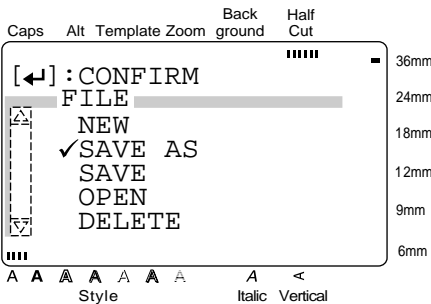 Caps Alt Template Zoom Back ground Half Cut
[↵]:CONFIRM
FILE
NEW
✓SAVE AS
SAVE
OPEN
DELETE
36mm
24mm
18mm
12mm
9mm
6mm
A A A A A A A A A
Style Italic Vertical